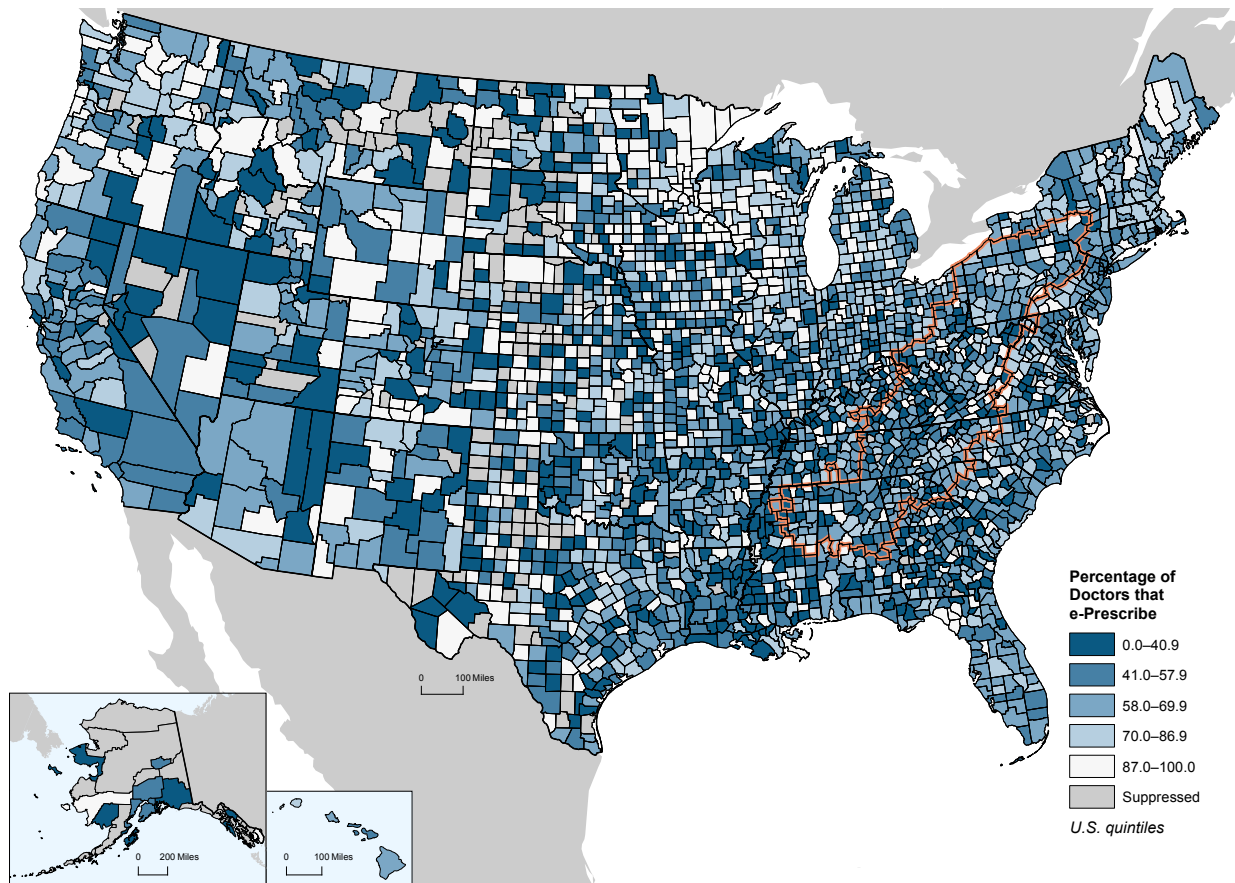 Percentage of
Doctors that
e-Prescribe
0.0–40.9
41.0–57.9
58.0–69.9
70.0–86.9
87.0–100.0
Suppressed
U.S. quintiles
0 100 Miles
0 200 Miles
0 100 Miles